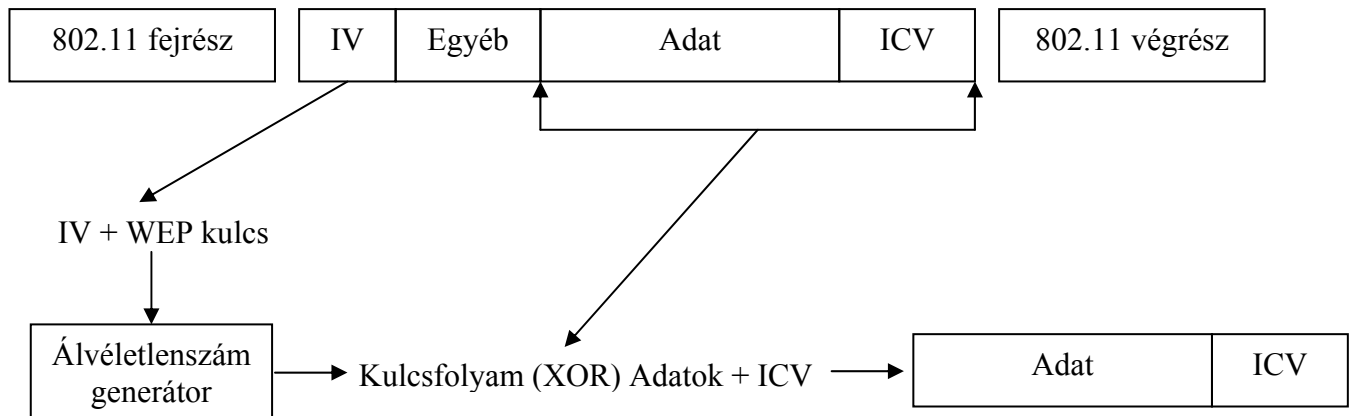 802.11 fejrész
IV
Egyéb
Adat
ICV
802.11 végrész
IV + WEP kulcs
Álvéletlenszám
generátor
Kulcsfolyam (XOR) Adatok + ICV
Adat
ICV